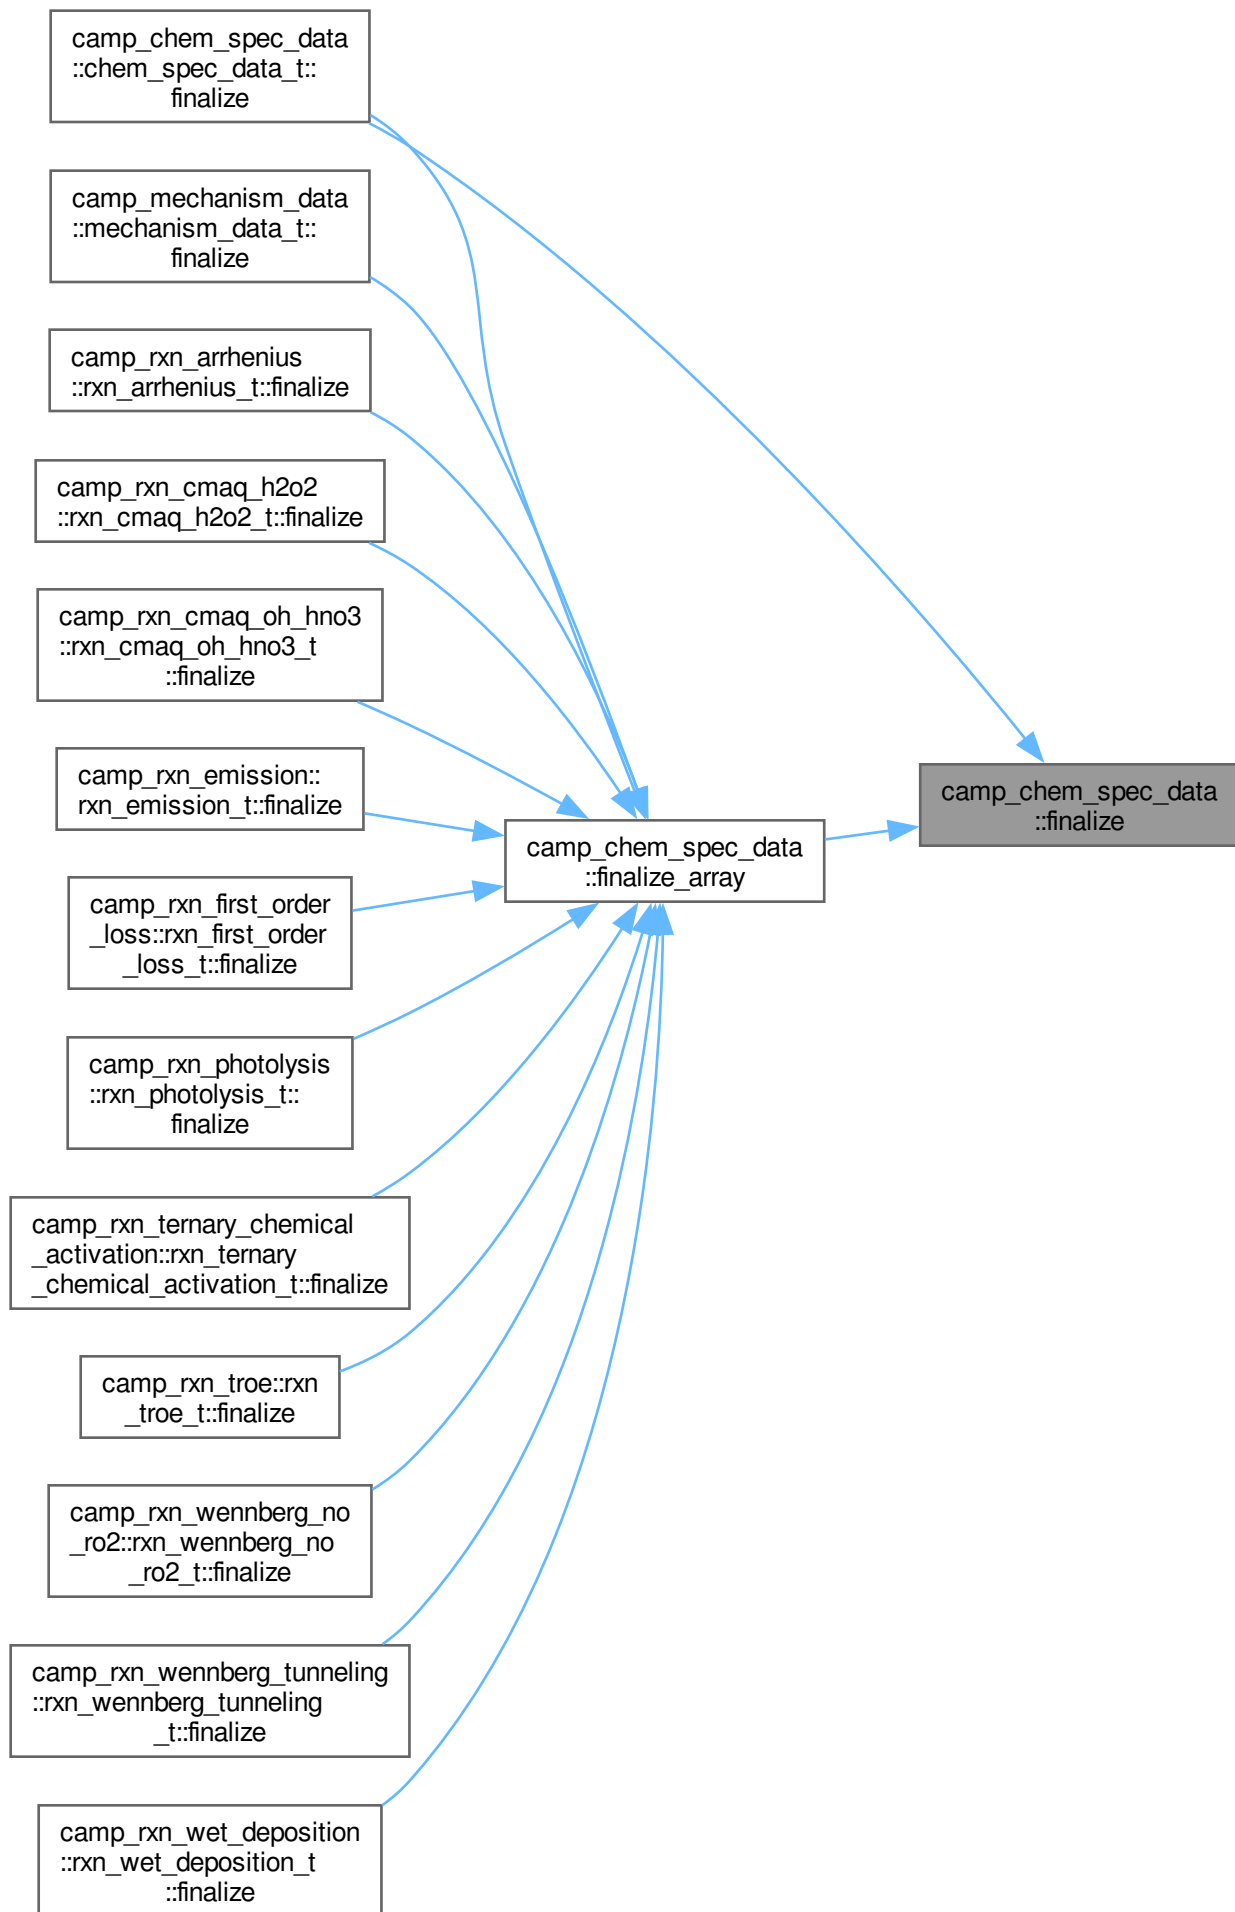 camp_chem_spec_data
::chem_spec_data_t::
finalize
camp_mechanism_data
::mechanism_data_t::
finalize
camp_rxn_arrhenius
::rxn_arrhenius_t::finalize
camp_rxn_cmaq_h2o2
::rxn_cmaq_h2o2_t::finalize
camp_rxn_cmaq_oh_hno3
::rxn_cmaq_oh_hno3_t
::finalize
camp_rxn_emission::
rxn_emission_t::finalize
camp_rxn_first_order
_loss::rxn_first_order
_loss_t::finalize
camp_rxn_photolysis
::rxn_photolysis_t::
finalize
camp_rxn_ternary_chemical
_activation::rxn_ternary
_chemical_activation_t::finalize
camp_rxn_troe::rxn
_troe_t::finalize
camp_rxn_wennberg_no
_ro2::rxn_wennberg_no
_ro2_t::finalize
camp_rxn_wennberg_tunneling
::rxn_wennberg_tunneling
_t::finalize
camp_rxn_wet_deposition
::rxn_wet_deposition_t
::finalize
camp_chem_spec_data
::finalize_array
camp_chem_spec_data
::finalize